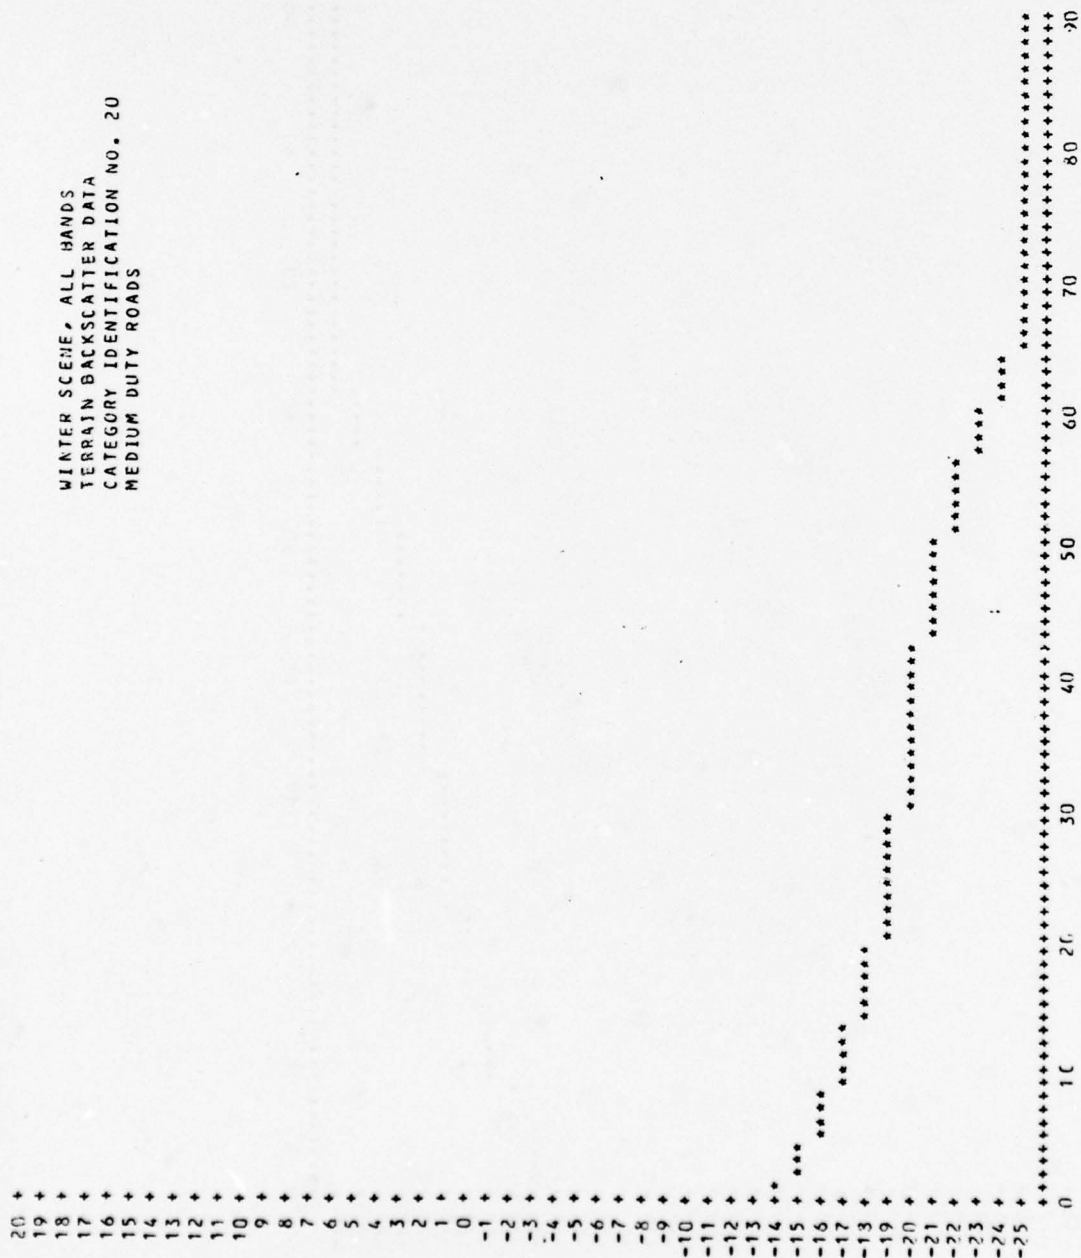 WINTER SCENE, ALL BANDS
TERRAIN BACKSCATTER DATA
CATEGORY IDENTIFICATION NO. 20
MEDIUM DUTY ROADS
20 +
19 +
18 +
17 +
16 +
15 +
14 +
13 +
12 +
11 +
10 +
9 +
8 +
7 +
6 +
5 +
4 +
3 +
2 +
1 +
0 +
-1 +
-2 +
-3 +
-4 +
-5 +
-6 +
-7 +
-8 +
-9 +
-10 +
-11 +
-12 +
-13 +
-14 + **
-15 + ***
-16 + ****
-17 + *****
-13 + ******
-19 + **********
-20 + *************
-21 + ********
-22 + ******
-23 + ****
-24 + ****
-25 + **************************
0 10 20 30 40 50 60 70 80 90